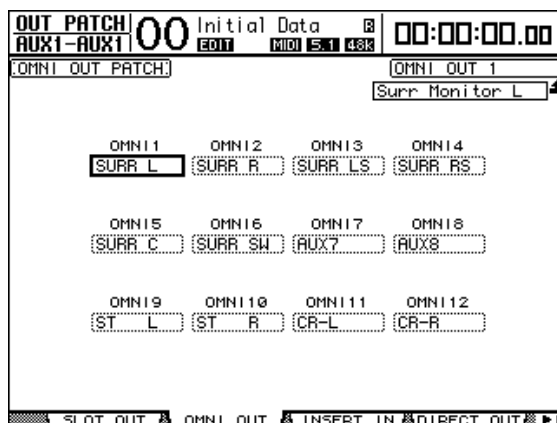 OUT PATCH 00 Initial Data R 00:00:00.00
AUX1-AUX1 EDIT MIDI 5.1 48k
OMNI OUT PATCH OMNI OUT 1
Surr Monitor L
OMNI1 OMNI2 OMNI3 OMNI4
SURR L SURR R SURR LS SURR RS
OMNI5 OMNI6 OMNI7 OMNI8
SURR C SURR SW AUX7 AUX8
OMNI9 OMNI10 OMNI11 OMNI12
ST L ST R CR-L CR-R
SLOT OUT OMNI OUT INSERT IN DIRECT OUT